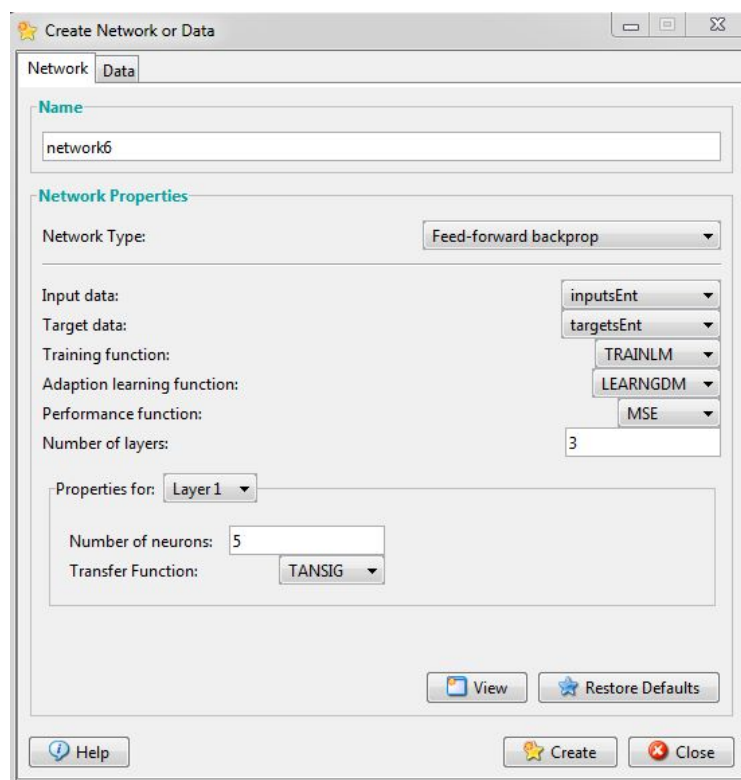 Create Network or Data
Network Data
Name
network6
Network Properties
Network Type: Feed-forward backprop
Input data: inputsEnt
Target data: targetsEnt
Training function: TRAINLM
Adaption learning function: LEARNGDM
Performance function: MSE
Number of layers: 3
Properties for: Layer 1
Number of neurons: 5
Transfer Function: TANSIG
View Restore Defaults
Help Create Close